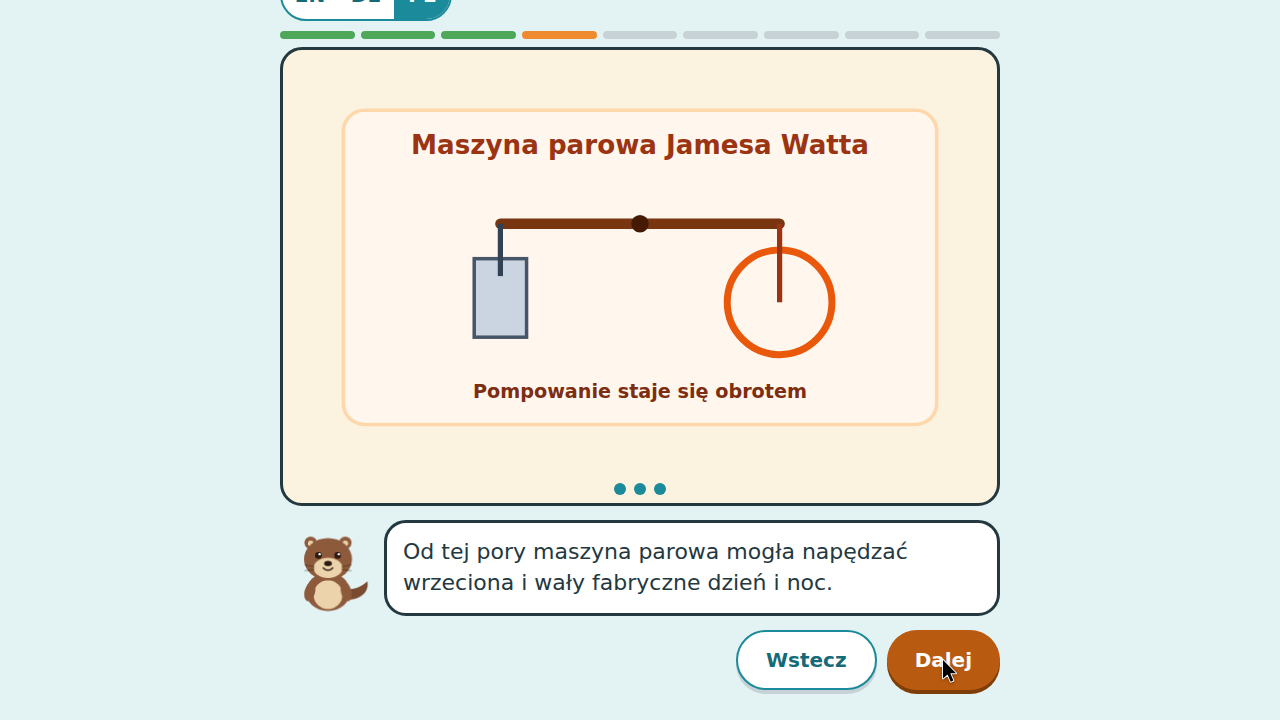 Maszyna parowa Jamesa Watta
Pompowanie staje się obrotem
Od tej pory maszyna parowa mogła napędzać
wrzeciona i wały fabryczne dzień i noc.
Wstecz
Dalej